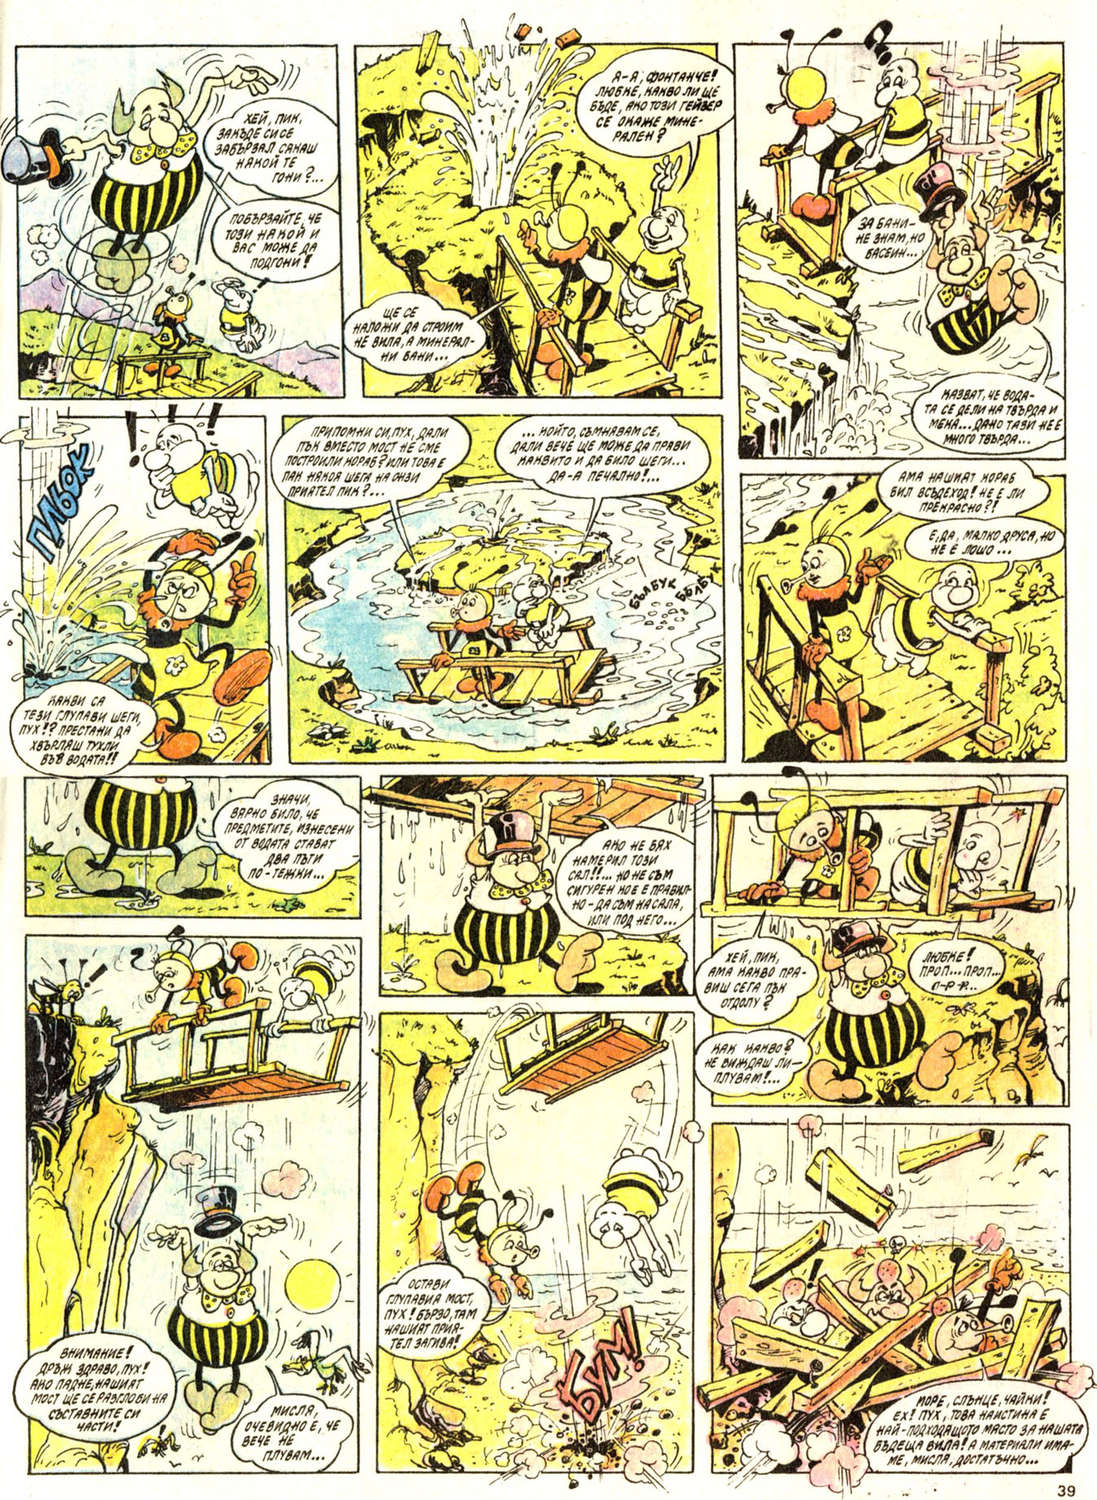 ХЕЙ, ПИК,
ЗАКЪДЕ СИ СЕ
ЗАБЪРЗАЛ САКАШ
НЯКОЙ ТЕ
ГОНИ?...
ПОБЪРЗАЙТЕ, ЧЕ
ТОЗИ НЯКОЙ И
ВАС МОЖЕ ДА
ПОДГОНИ!
А-А, ФОНТАНЧЕ!
ЛЮБКЕ, КАКВО ЛИ ЩЕ
БЪДЕ, АКО ТОЗИ ГЕЙЗЕР
СЕ ОКАЖЕ МИНЕ-
РАЛЕН?
ЩЕ СЕ
НАЛОЖИ ДА СТРОИМ
НЕ ВИЛА, А МИНЕРАЛ-
НИ БАНИ...
ЗА БАНИ-
НЕ ЗНАМ, НО
БАСЕЙН...
КАЗВАТ, ЧЕ ВОДА-
ТА СЕ ДЕЛИ НА ТВЪРДА И
МЕКА... ДАНО ТАЗИ НЕ Е
МНОГО ТВЪРДА...
! ! ! !
ПЛЬОК
КАКВИ СА
ТЕЗИ ГЛУПАВИ ШЕГИ,
ПУХ!? ПРЕСТАНИ ДА
ХВЪРЛЯШ ТУХЛИ
ВЪВ ВОДАТА!!
ПРИПОМНИ СИ, ПУХ, ДАЛИ
ПЪК ВМЕСТО МОСТ НЕ СМЕ
ПОСТРОИЛИ КОРАБ? ИЛИ ТОВА Е
ПАК НЯКОЯ ШЕГА НА ОНЗИ
ПРИЯТЕЛ ПИК?...
...КОЙТО, СЪМНЯВАМ СЕ,
ДАЛИ ВЕЧЕ ЩЕ МОЖЕ ДА ПРАВИ
КАКВИТО И ДА БИЛО ШЕГИ...
ДА-А ПЕЧАЛНО!...
БЪЛБУК БЪЛБУК
АМА НАШИЯТ КОРАБ
БИЛ ВСЪДЕХОД! НЕ Е ЛИ
ПРЕКРАСНО?!
Е, ДА, МАЛКО ДРУСА, НО
НЕ Е ЛОШО...
ЗНАЧИ,
ВЯРНО БИЛО, ЧЕ
ПРЕДМЕТИТЕ, ИЗНЕСЕНИ
ОТ ВОДАТА СТАВАТ
ДВА ПЪТИ
ПО-ТЕЖКИ...
АКО НЕ БЯХ
НАМЕРИЛ ТОЗИ
САЛ!!... НО НЕ СЪМ
СИГУРЕН КОЕ Е ПРАВИЛ-
НО-ДА СЪМ НА САЛА,
ИЛИ ПОД НЕГО...
ХЕЙ, ПИК,
АМА КАКВО ПРА-
ВИШ СЕГА ПЪК
ОТДОЛУ?
ЛЮБКЕ!
ПРОП... ПРОП...
П-Р-Р...
КАК КАКВО?
НЕ ВИЖДАШ ЛИ-
ПЛУВАМ!...
! ?
ВНИМАНИЕ!
ДРЪЖ ЗДРАВО, ПУХ!
АКО ПАДНЕ, НАШИЯТ
МОСТ ЩЕ СЕ РАЗГЛОБИ НА
СЪСТАВНИТЕ СИ
ЧАСТИ!
МИСЛЯ,
ОЧЕВИДНО Е, ЧЕ
ВЕЧЕ НЕ
ПЛУВАМ...
ОСТАВИ
ГЛУПАВИЯ МОСТ,
ПУХ! БЪРЗО, ТАМ
НАШИЯТ ПРИЯ-
ТЕЛ ЗАГИВА!
БУМ!
МОРЕ, СЛЪНЦЕ, ЧАЙКИ!
ЕХ! ПУХ, ТОВА НАИСТИНА Е
НАЙ-ПОДХОДЯЩОТО МЯСТО ЗА НАШАТА
БЪДЕЩА ВИЛА! А МАТЕРИАЛИ ИМА-
МЕ, МИСЛЯ, ДОСТАТЪЧНО...
39